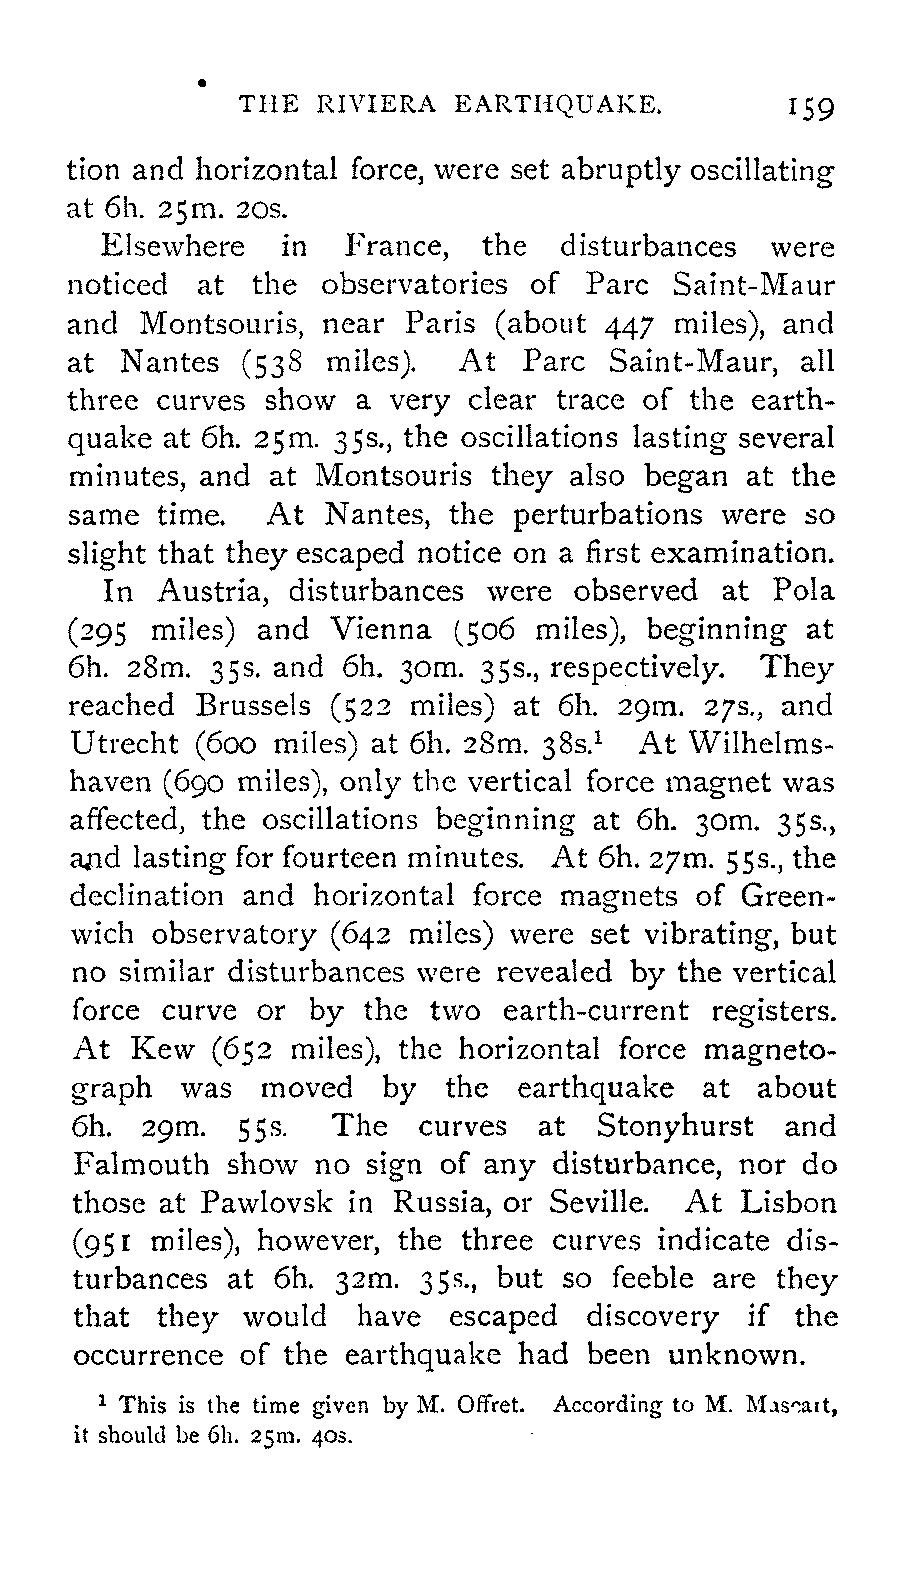 THE RIVIERA EARTHQUAKE. 159
tion and horizontal force, were set abruptly oscillating
at 6h. 25m. 20s.
Elsewhere in France, the disturbances were
noticed at the observatories of Parc Saint-Maur
and Montsouris, near Paris (about 447 miles), and
at Nantes (538 miles). At Parc Saint-Maur, all
three curves show a very clear trace of the earth-
quake at 6h. 25m. 35s., the oscillations lasting several
minutes, and at Montsouris they also began at the
same time. At Nantes, the perturbations were so
slight that they escaped notice on a first examination.
In Austria, disturbances were observed at Pola
(295 miles) and Vienna (506 miles), beginning at
6h. 28m. 35s. and 6h. 30m. 35s., respectively. They
reached Brussels (522 miles) at 6h. 29m. 27s., and
Utrecht (600 miles) at 6h. 28m. 38s.¹ At Wilhelms-
haven (690 miles), only the vertical force magnet was
affected, the oscillations beginning at 6h. 30m. 35s.,
and lasting for fourteen minutes. At 6h. 27m. 55s., the
declination and horizontal force magnets of Green-
wich observatory (642 miles) were set vibrating, but
no similar disturbances were revealed by the vertical
force curve or by the two earth-current registers.
At Kew (652 miles), the horizontal force magneto-
graph was moved by the earthquake at about
6h. 29m. 55s. The curves at Stonyhurst and
Falmouth show no sign of any disturbance, nor do
those at Pawlovsk in Russia, or Seville. At Lisbon
(951 miles), however, the three curves indicate dis-
turbances at 6h. 32m. 35s., but so feeble are they
that they would have escaped discovery if the
occurrence of the earthquake had been unknown.
¹ This is the time given by M. Offret. According to M. Mascart,
it should be 6h. 25m. 40s.